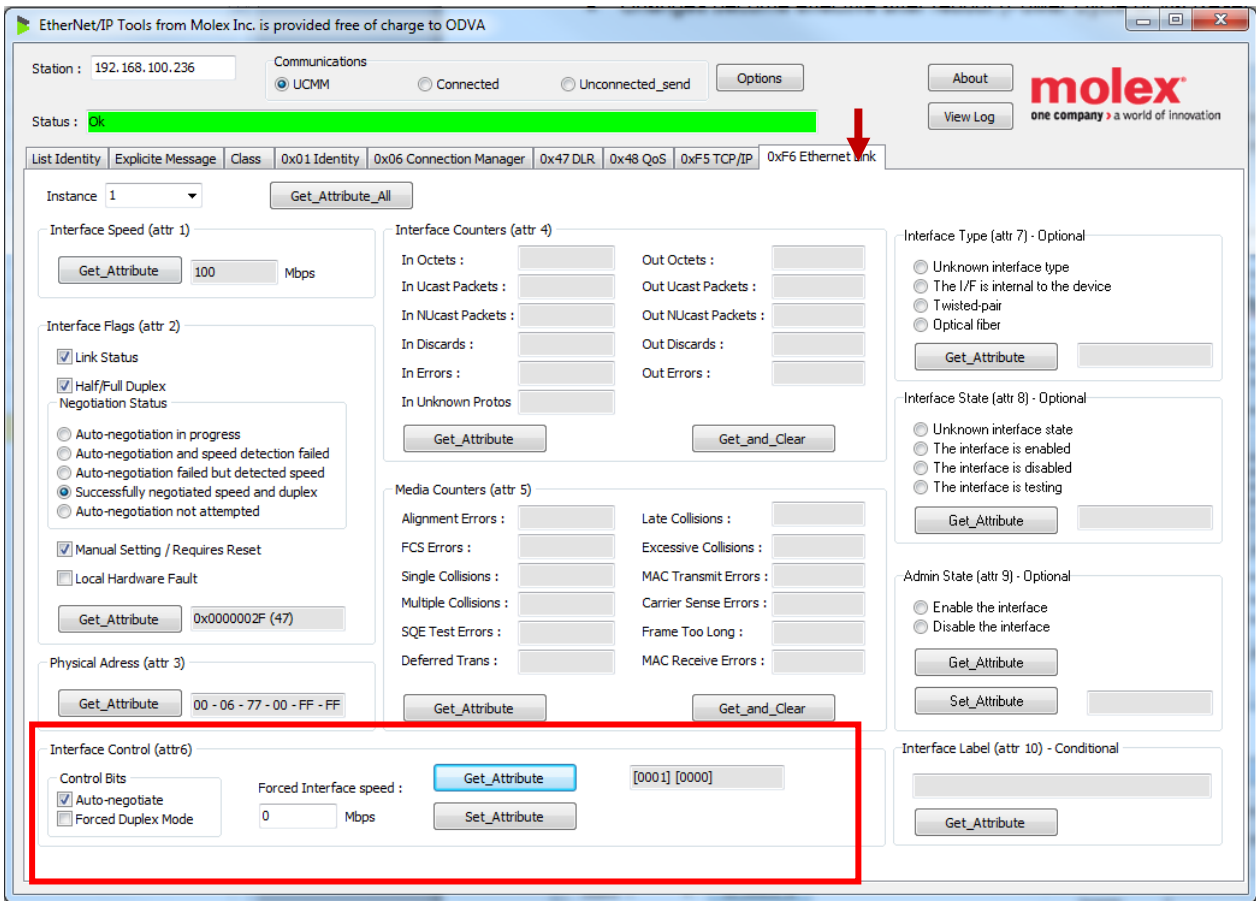 EtherNet/IP Tools from Molex Inc. is provided free of charge to ODVA
Station : 192.168.100.236
Communications
UCMM Connected Unconnected_send
Options
About
View Log
molex
one company > a world of innovation
Status : Ok
List Identity Explicite Message Class 0x01 Identity 0x06 Connection Manager 0x47 DLR 0x48 QoS 0xF5 TCP/IP 0xF6 Ethernet Link
Instance 1 Get_Attribute_All
Interface Speed (attr 1)
Get_Attribute 100 Mbps
Interface Flags (attr 2)
Link Status
Half/Full Duplex
Negotiation Status
Auto-negotiation in progress
Auto-negotiation and speed detection failed
Auto-negotiation failed but detected speed
Successfully negotiated speed and duplex
Auto-negotiation not attempted
Manual Setting / Requires Reset
Local Hardware Fault
Get_Attribute 0x0000002F (47)
Physical Adress (attr 3)
Get_Attribute 00 - 06 - 77 - 00 - FF - FF
Interface Counters (attr 4)
In Octets : Out Octets :
In Ucast Packets : Out Ucast Packets :
In NUcast Packets : Out NUcast Packets :
In Discards : Out Discards :
In Errors : Out Errors :
In Unknown Protos
Get_Attribute Get_and_Clear
Media Counters (attr 5)
Alignment Errors : Late Collisions :
FCS Errors : Excessive Collisions :
Single Collisions : MAC Transmit Errors :
Multiple Collisions : Carrier Sense Errors :
SQE Test Errors : Frame Too Long :
Deferred Trans : MAC Receive Errors :
Get_Attribute Get_and_Clear
Interface Type (attr 7) - Optional
Unknown interface type
The I/F is internal to the device
Twisted-pair
Optical fiber
Get_Attribute
Interface State (attr 8) - Optional
Unknown interface state
The interface is enabled
The interface is disabled
The interface is testing
Get_Attribute
Admin State (attr 9) - Optional
Enable the interface
Disable the interface
Get_Attribute
Set_Attribute
Interface Control (attr6)
Control Bits
Auto-negotiate
Forced Duplex Mode
Forced Interface speed :
0 Mbps
Get_Attribute [0001] [0000]
Set_Attribute
Interface Label (attr 10) - Conditional
Get_Attribute